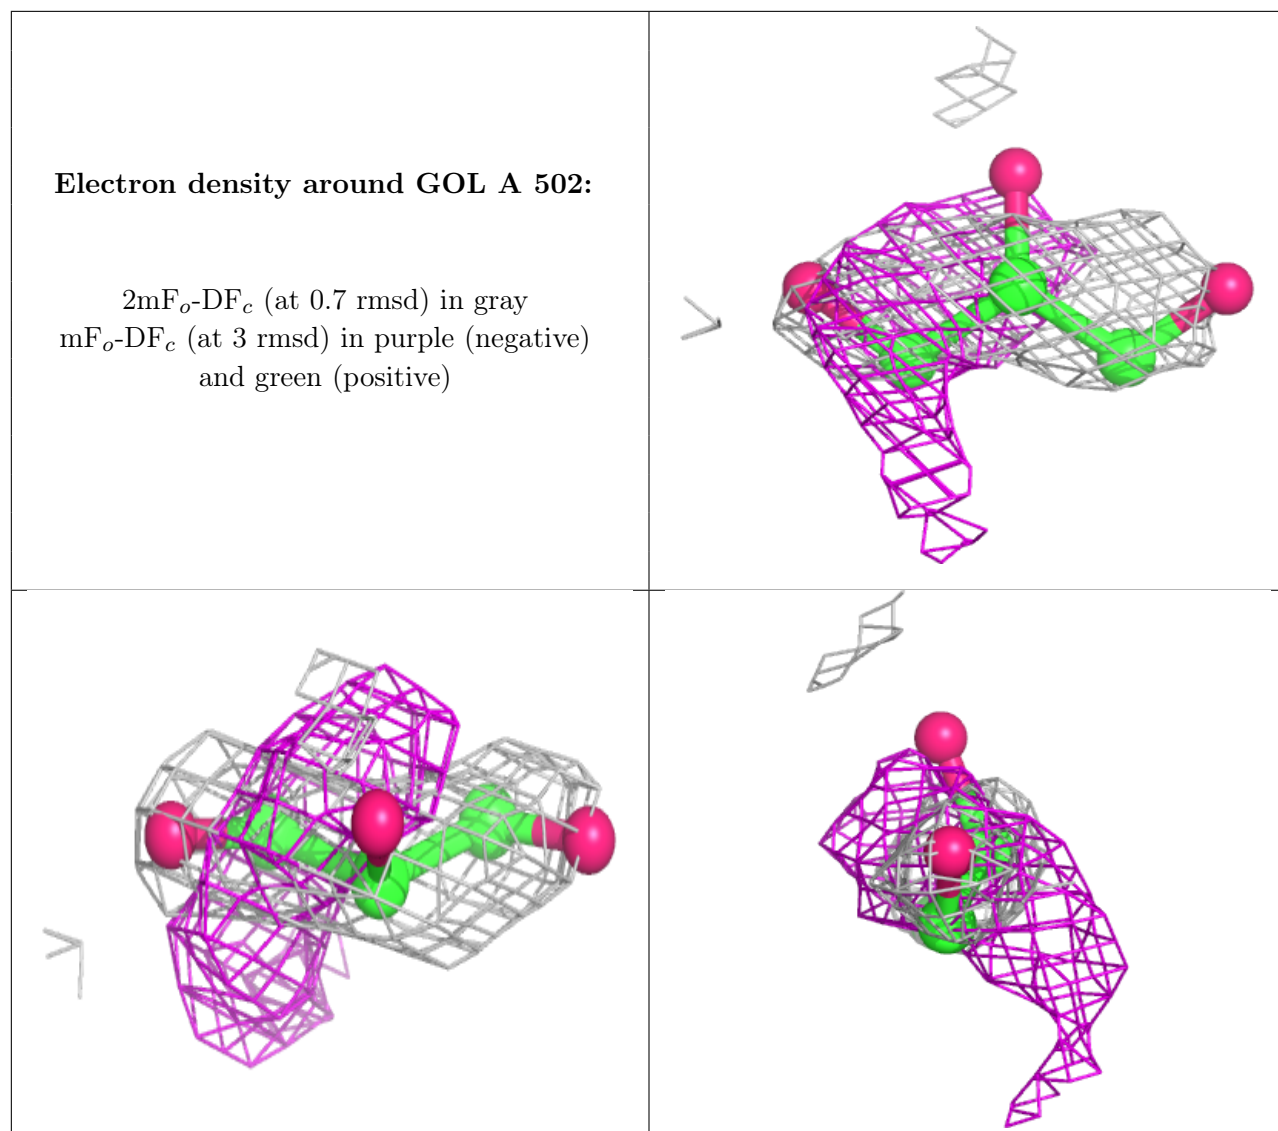 Electron density around GOL A 502:
2mFo-DFc (at 0.7 rmsd) in gray
mFo-DFc (at 3 rmsd) in purple (negative)
and green (positive)